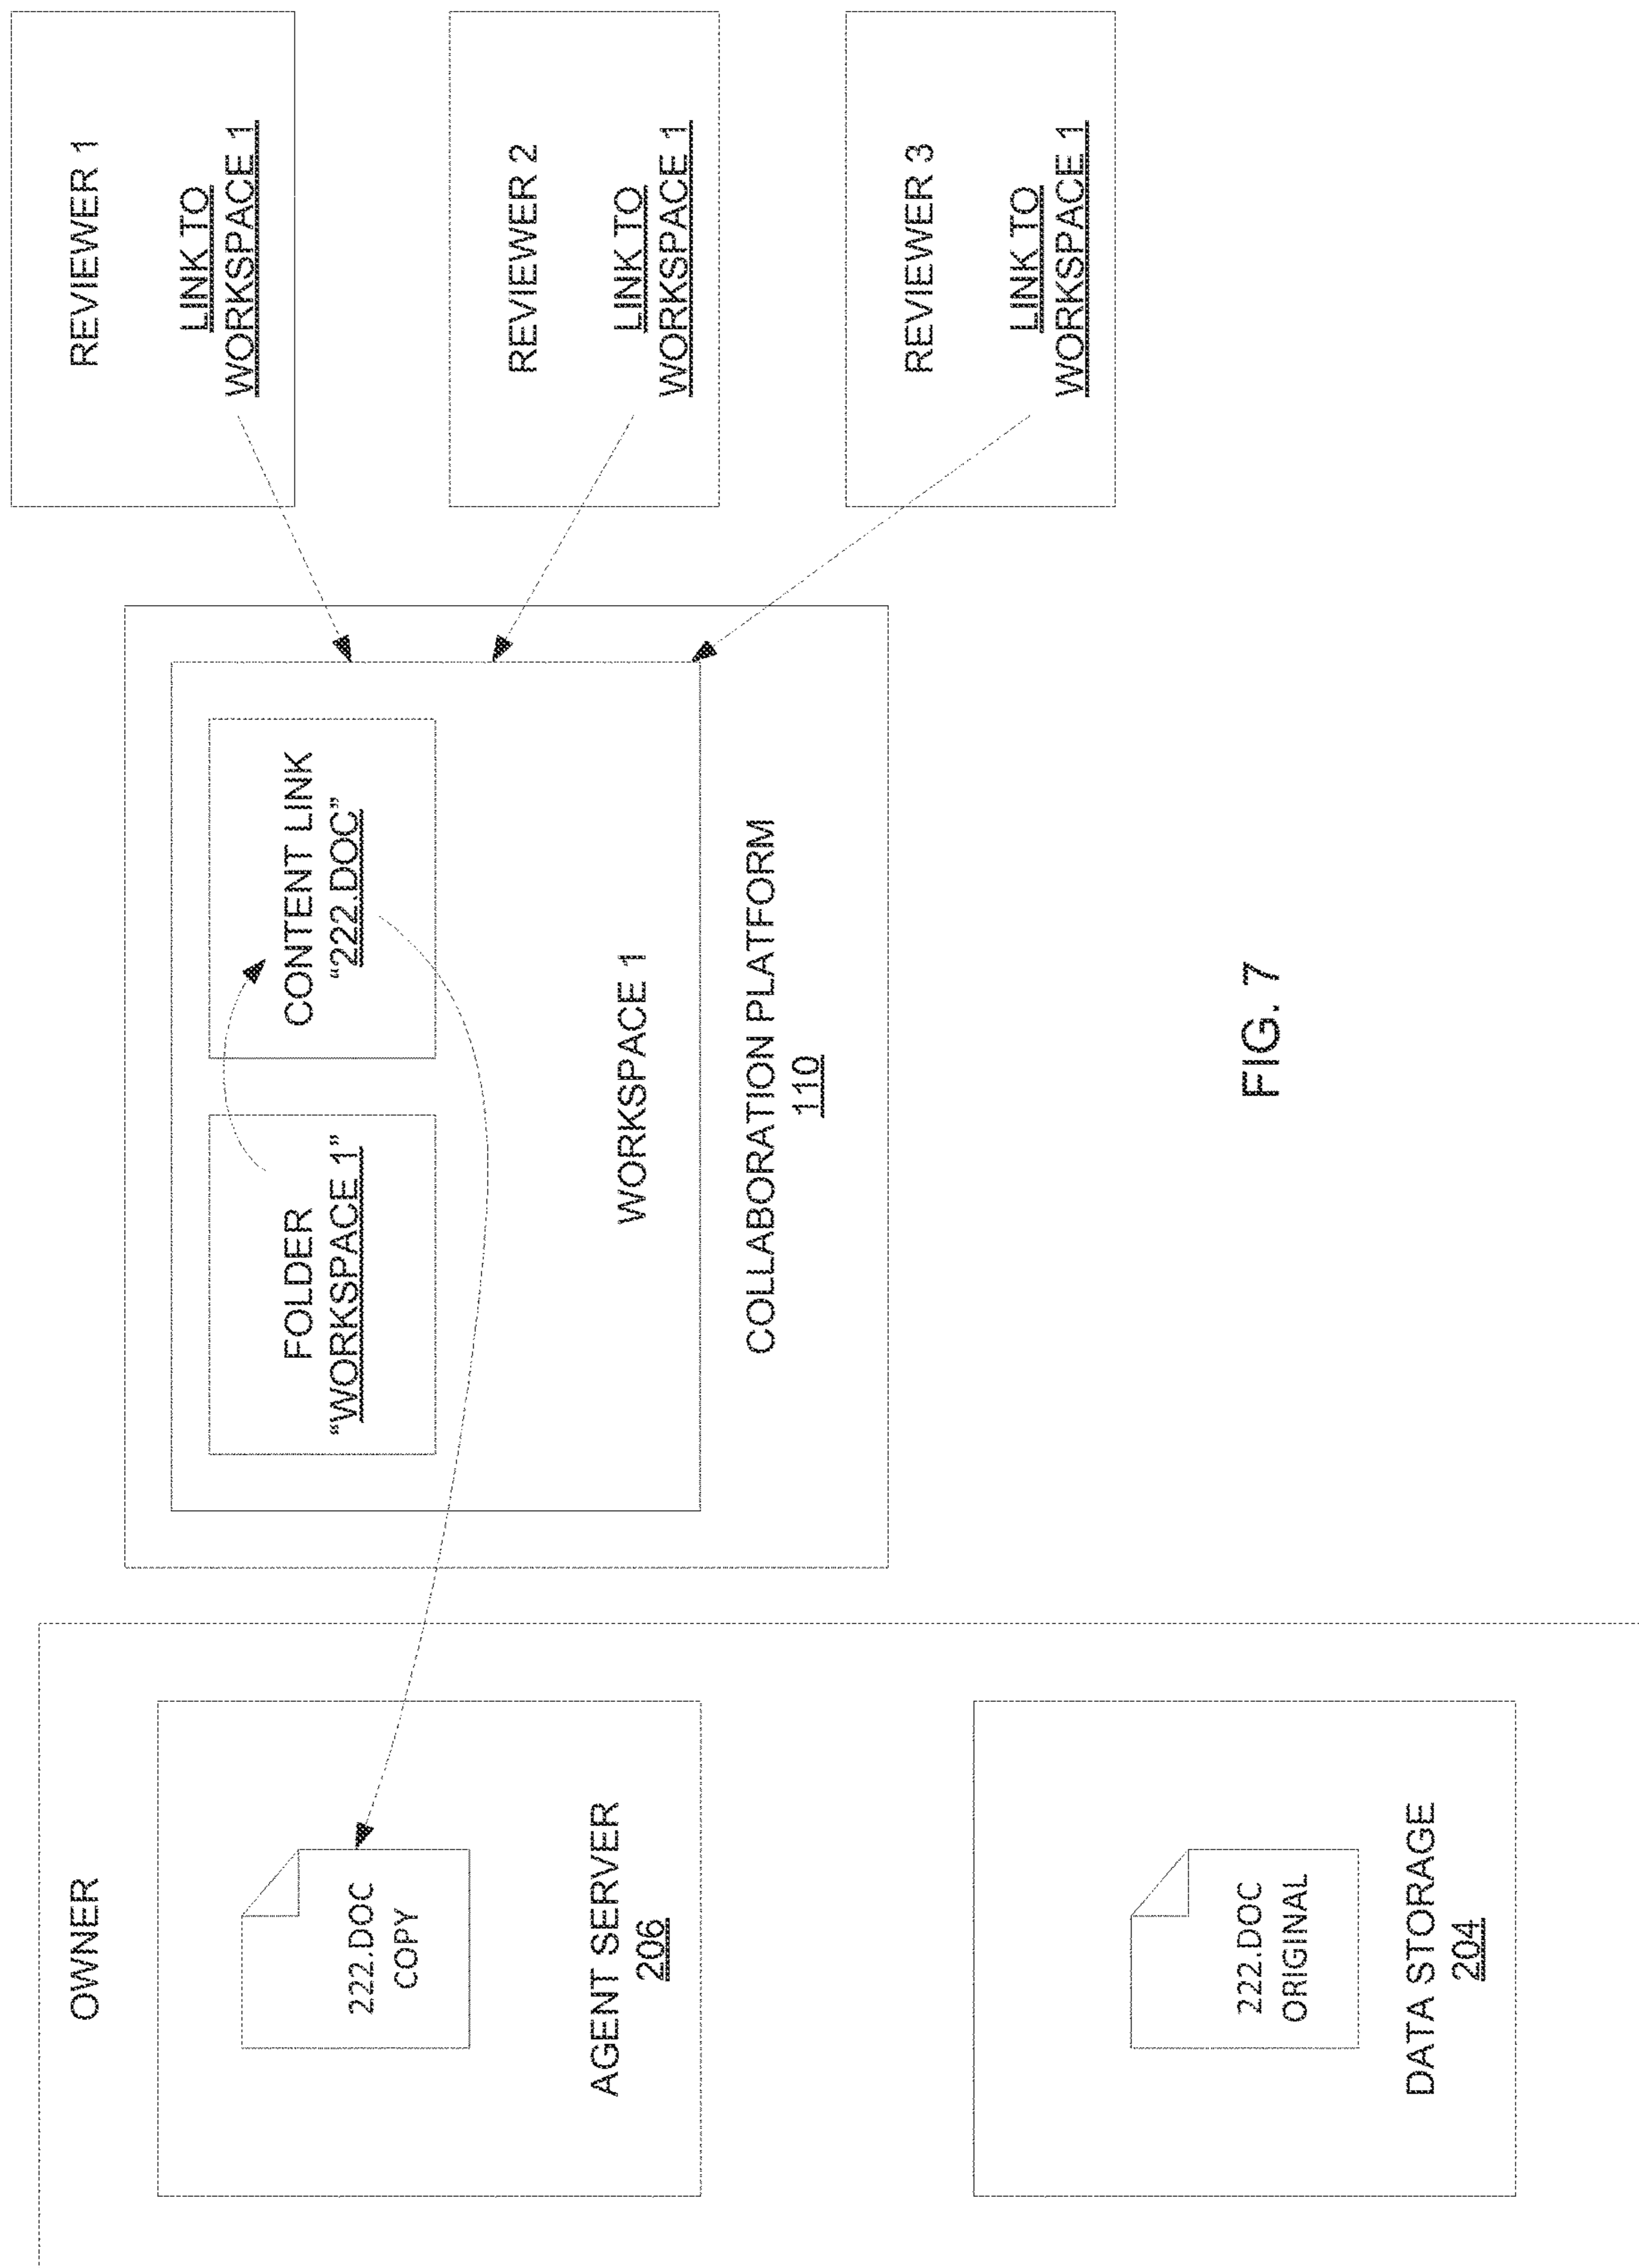 OWNER
222.DOC
COPY
AGENT SERVER
206
222.DOC
ORIGINAL
DATA STORAGE
204
FOLDER
“WORKSPACE 1”
CONTENT LINK
“222.DOC”
WORKSPACE 1
COLLABORATION PLATFORM
110
REVIEWER 1
LINK TO
WORKSPACE 1
REVIEWER 2
LINK TO
WORKSPACE 1
REVIEWER 3
LINK TO
WORKSPACE 1
FIG. 7